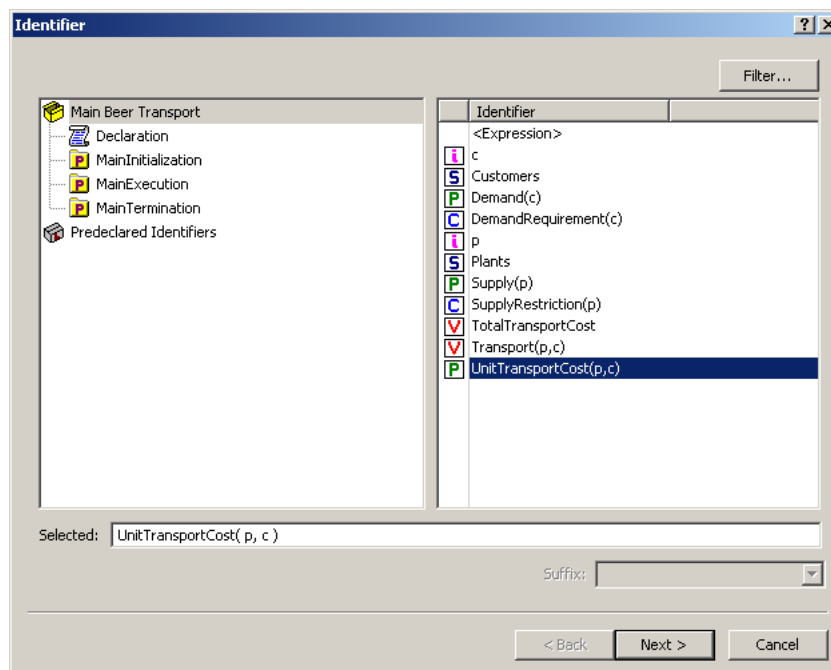 Identifier
Filter...
Main Beer Transport
Declaration
P MainInitialization
P MainExecution
P MainTermination
Predeclared Identifiers
Identifier
<Expression>
i c
S Customers
P Demand(c)
C DemandRequirement(c)
i p
S Plants
P Supply(p)
C SupplyRestriction(p)
V TotalTransportCost
V Transport(p,c)
P UnitTransportCost(p,c)
Selected: UnitTransportCost( p, c )
Suffix:
< Back Next > Cancel